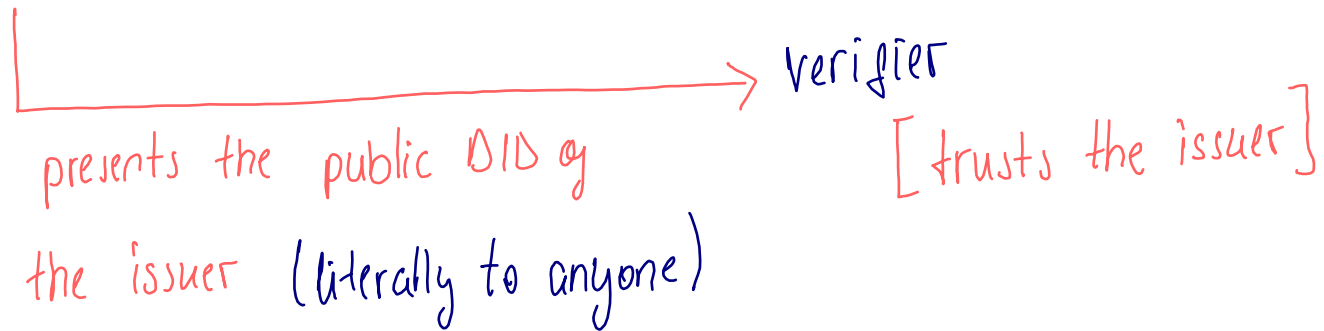 verifier
[trusts the issuer]
presents the public DID of
the issuer (literally to anyone)